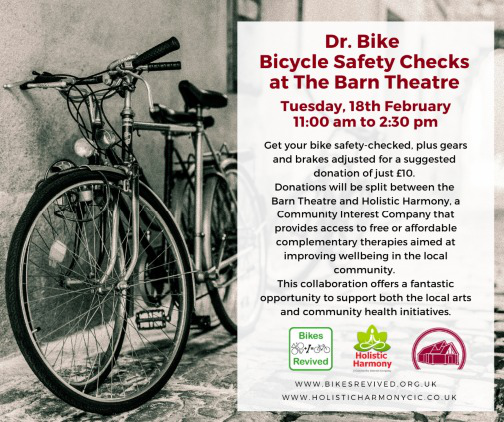 Dr. Bike
Bicycle Safety Checks
at The Barn Theatre
Tuesday, 18th February
11:00 am to 2:30 pm
Get your bike safety-checked, plus gears
and brakes adjusted for a suggested
donation of just £10.
Donations will be split between the
Barn Theatre and Holistic Harmony, a
Community Interest Company that
provides access to free or affordable
complementary therapies aimed at
improving wellbeing in the local
community.
This collaboration offers a fantastic
opportunity to support both the local arts
and community health initiatives.
Bikes
Revived
Holistic
Harmony
WWW.BIKESREVIVED.ORG.UK
WWW.HOLISTICHARMONYCIC.CO.UK